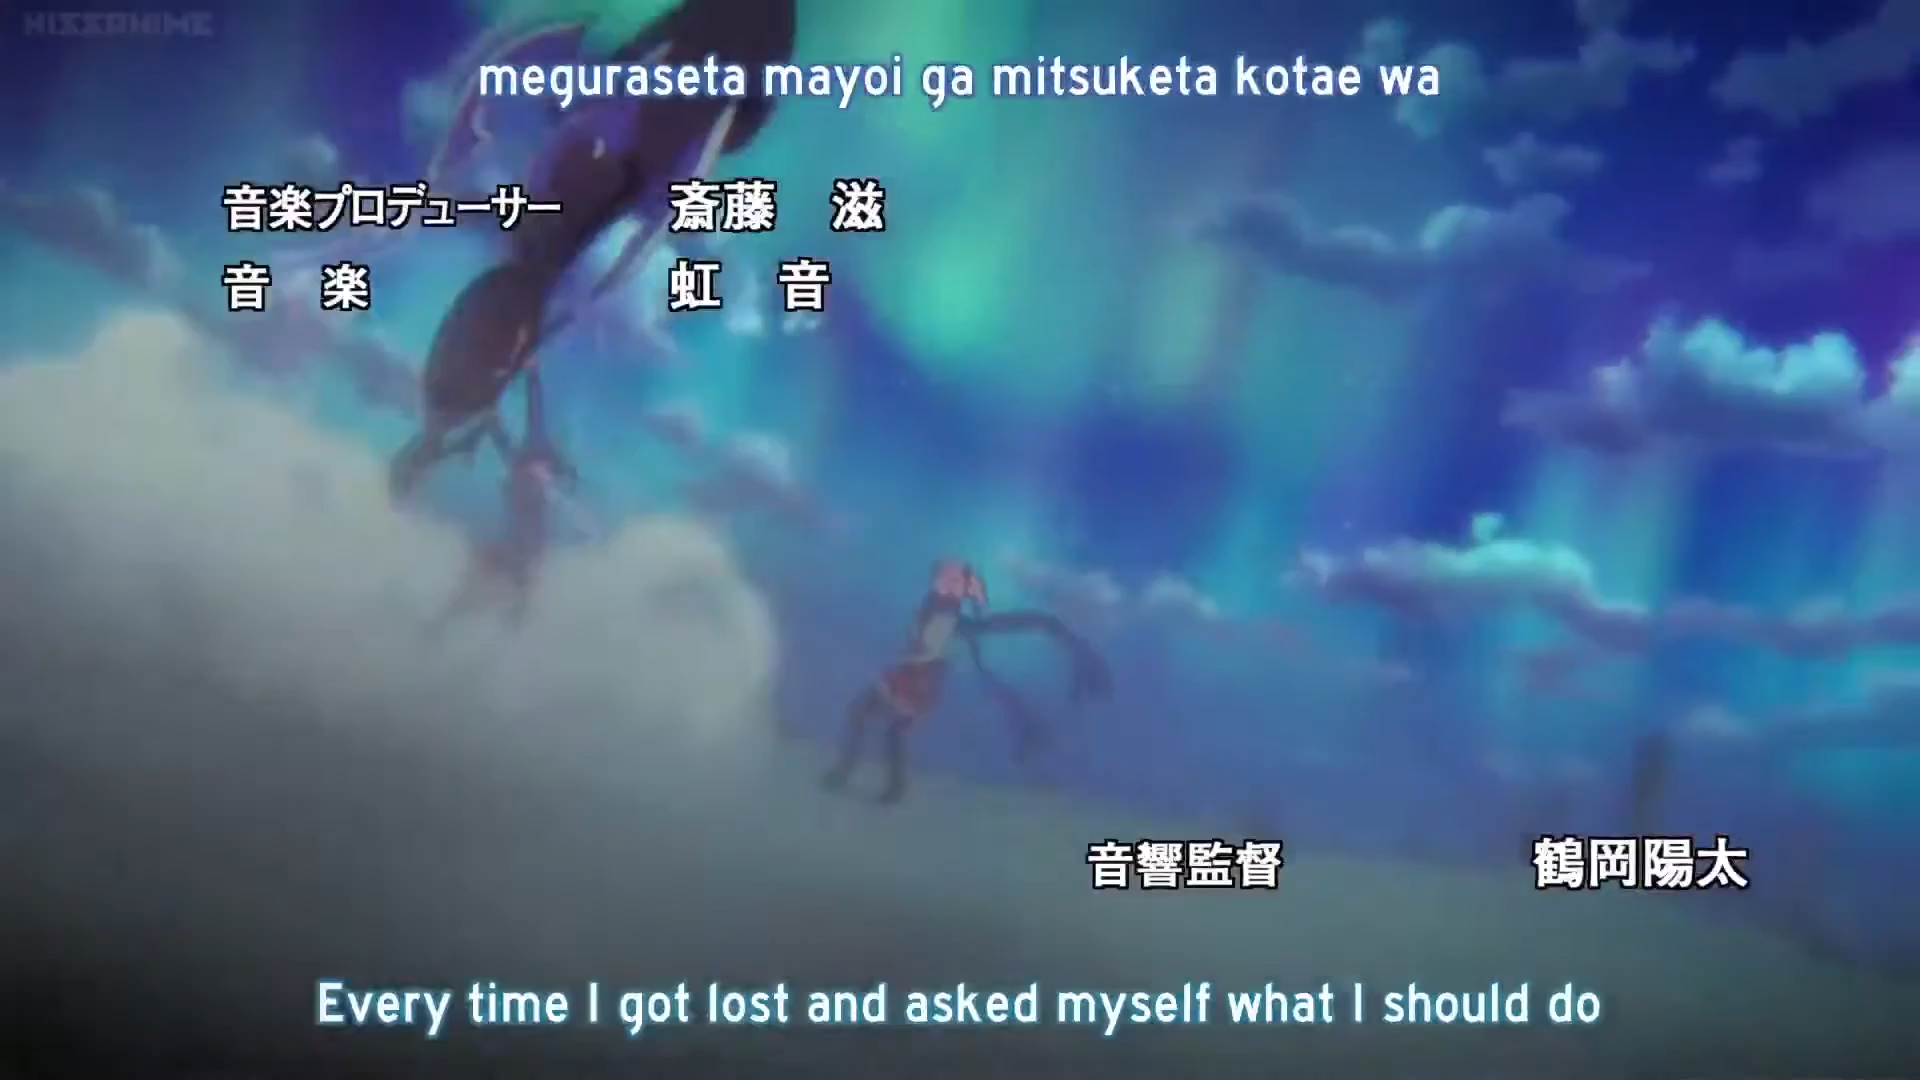 KISSANIME
meguraseta mayoi ga mitsuketa kotae wa
音楽プロデューサー 斎藤 滋
音 楽 虹 音
音響監督 鶴岡陽太
Every time I got lost and asked myself what I should do